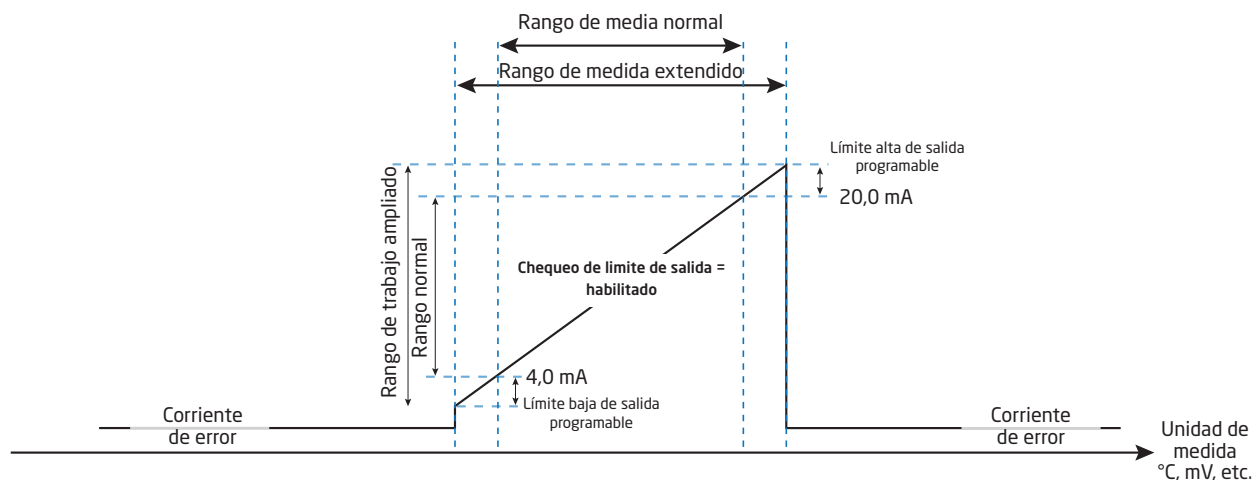 Rango de media normal
Rango de medida extendido
Límite alta de salida
programable
20,0 mA
Rango de trabajo ampliado
Rango normal
Chequeo de limite de salida =
habilitado
4,0 mA
Límite baja de salida
programable
Corriente
de error
Corriente
de error
Unidad de
medida
°C, mV, etc.